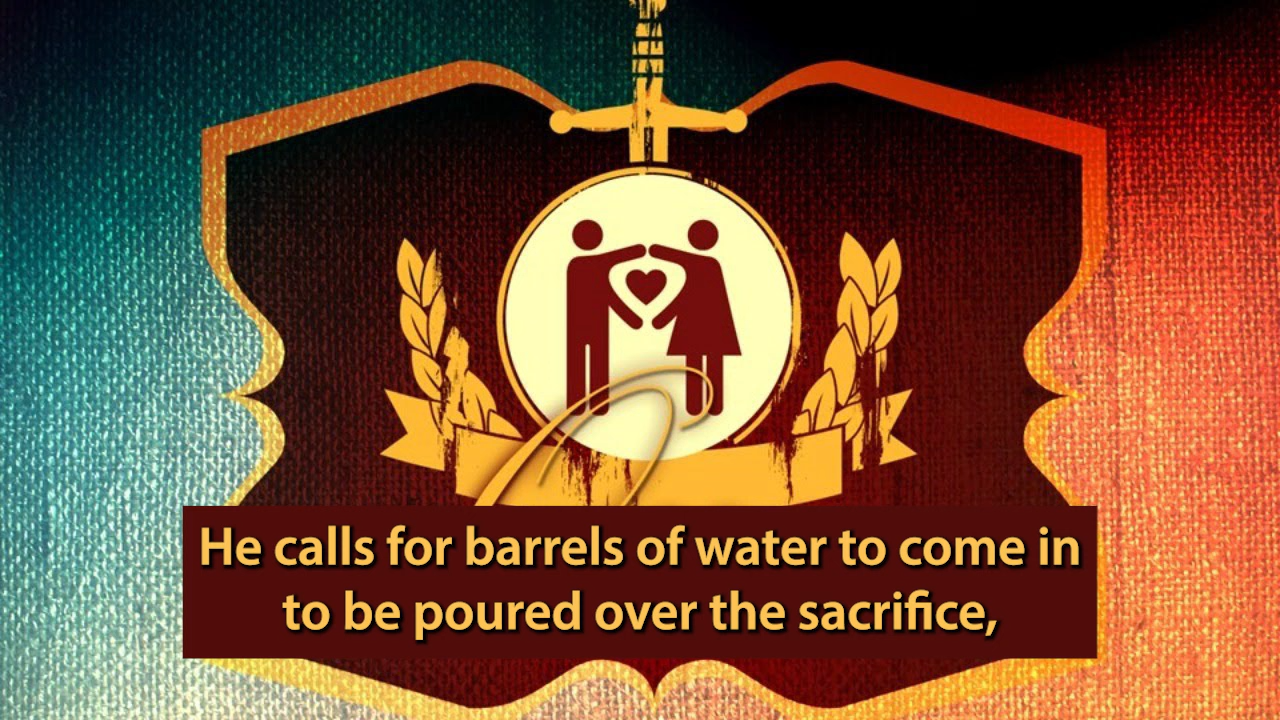 He calls for barrels of water to come in
to be poured over the sacrifice,